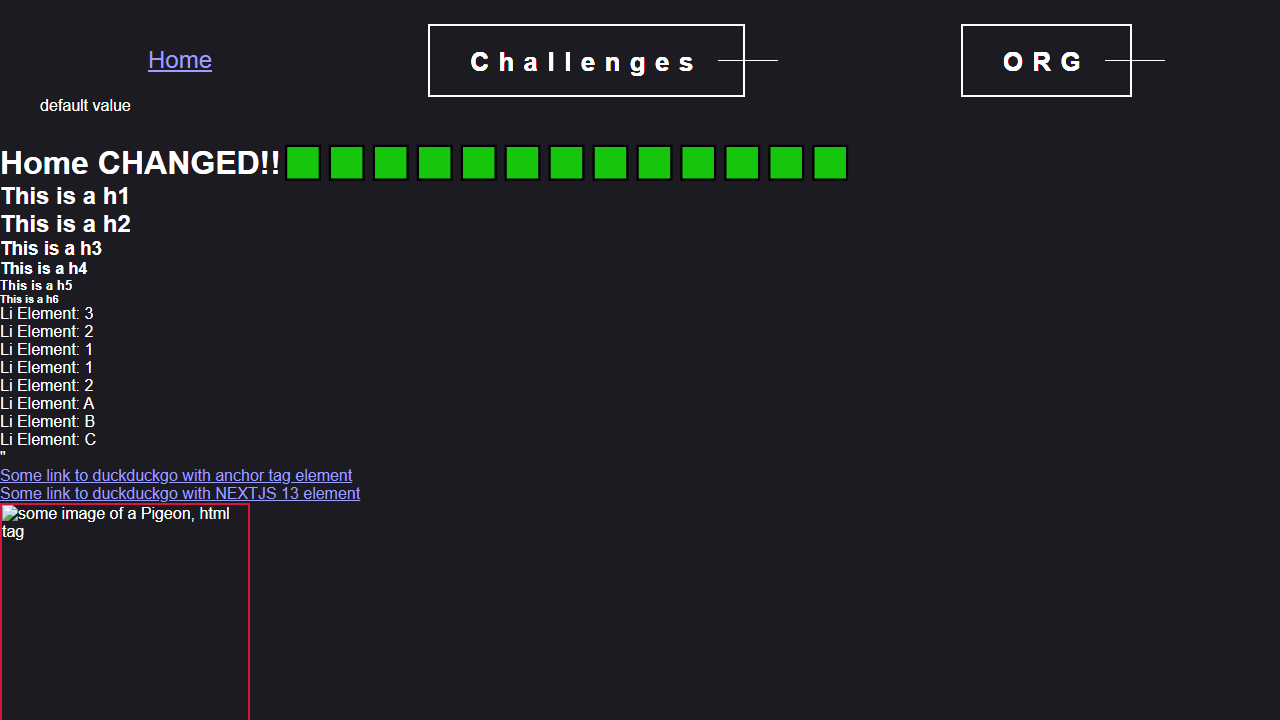 Home
Challenges
ORG
default value
Home CHANGED!!
This is a h1
This is a h2
This is a h3
This is a h4
This is a h5
This is a h6
Li Element: 3
Li Element: 2
Li Element: 1
Li Element: 1
Li Element: 2
Li Element: A
Li Element: B
Li Element: C
"
Some link to duckduckgo with anchor tag element
Some link to duckduckgo with NEXTJS 13 element
some image of a Pigeon, html
tag